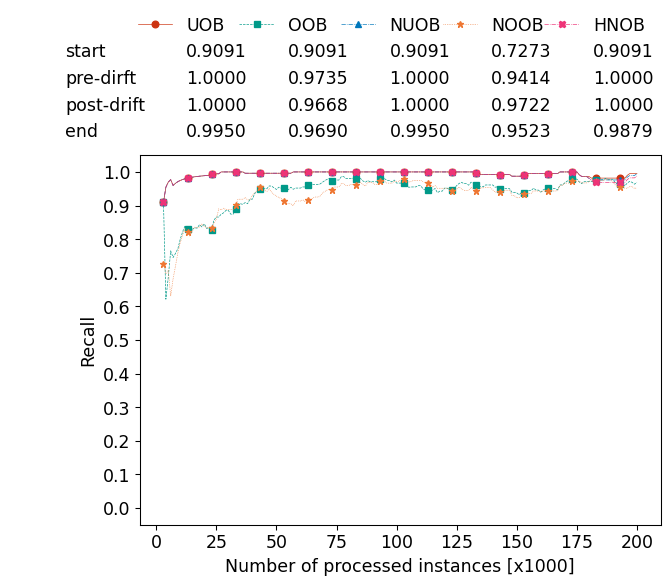 UOB OOB NUOB NOOB HNOB
start 0.9091 0.9091 0.9091 0.7273 0.9091
pre-dirft 1.0000 0.9735 1.0000 0.9414 1.0000
post-drift 1.0000 0.9668 1.0000 0.9722 1.0000
end 0.9950 0.9690 0.9950 0.9523 0.9879
1.0
0.9
0.8
0.7
0.6
0.5
0.4
0.3
0.2
0.1
0.0
Recall
0 25 50 75 100 125 150 175 200
Number of processed instances [x1000]